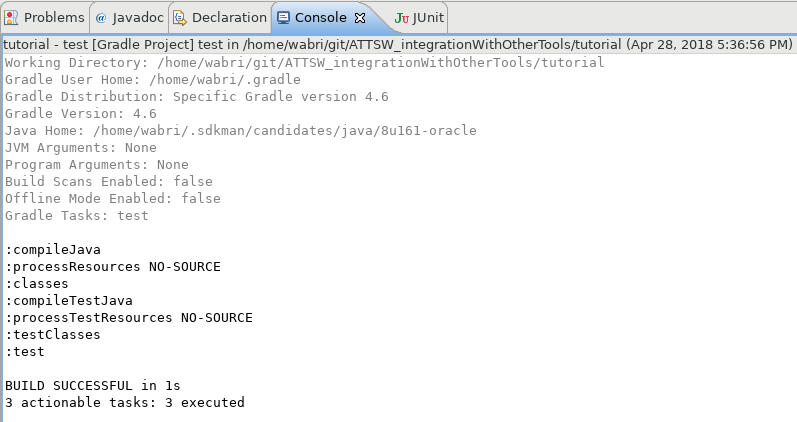 Problems @ Javadoc Declaration Console JU JUnit
tutorial - test [Gradle Project] test in /home/wabri/git/ATTSW_integrationWithOtherTools/tutorial (Apr 28, 2018 5:36:56 PM)
Working Directory: /home/wabri/git/ATTSW_integrationWithOtherTools/tutorial
Gradle User Home: /home/wabri/.gradle
Gradle Distribution: Specific Gradle version 4.6
Gradle Version: 4.6
Java Home: /home/wabri/.sdkman/candidates/java/8u161-oracle
JVM Arguments: None
Program Arguments: None
Build Scans Enabled: false
Offline Mode Enabled: false
Gradle Tasks: test
:compileJava
:processResources NO-SOURCE
:classes
:compileTestJava
:processTestResources NO-SOURCE
:testClasses
:test
BUILD SUCCESSFUL in 1s
3 actionable tasks: 3 executed